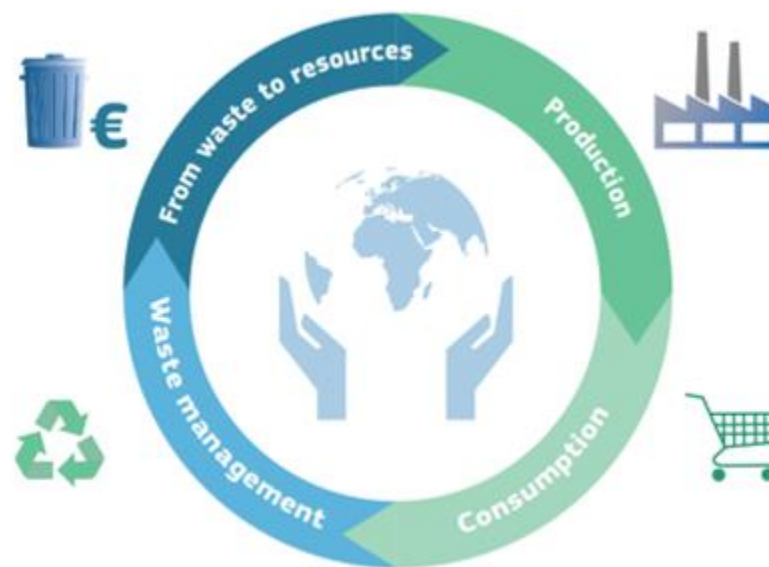 From waste to resources
Production
€
Consumption
Waste management